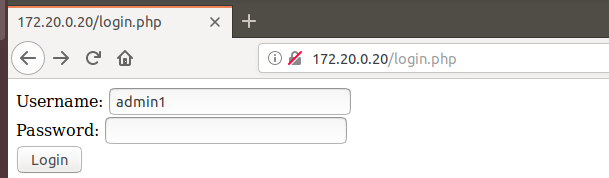 172.20.0.20/login.php
172.20.0.20/login.php
Username: admin1
Password:
Login